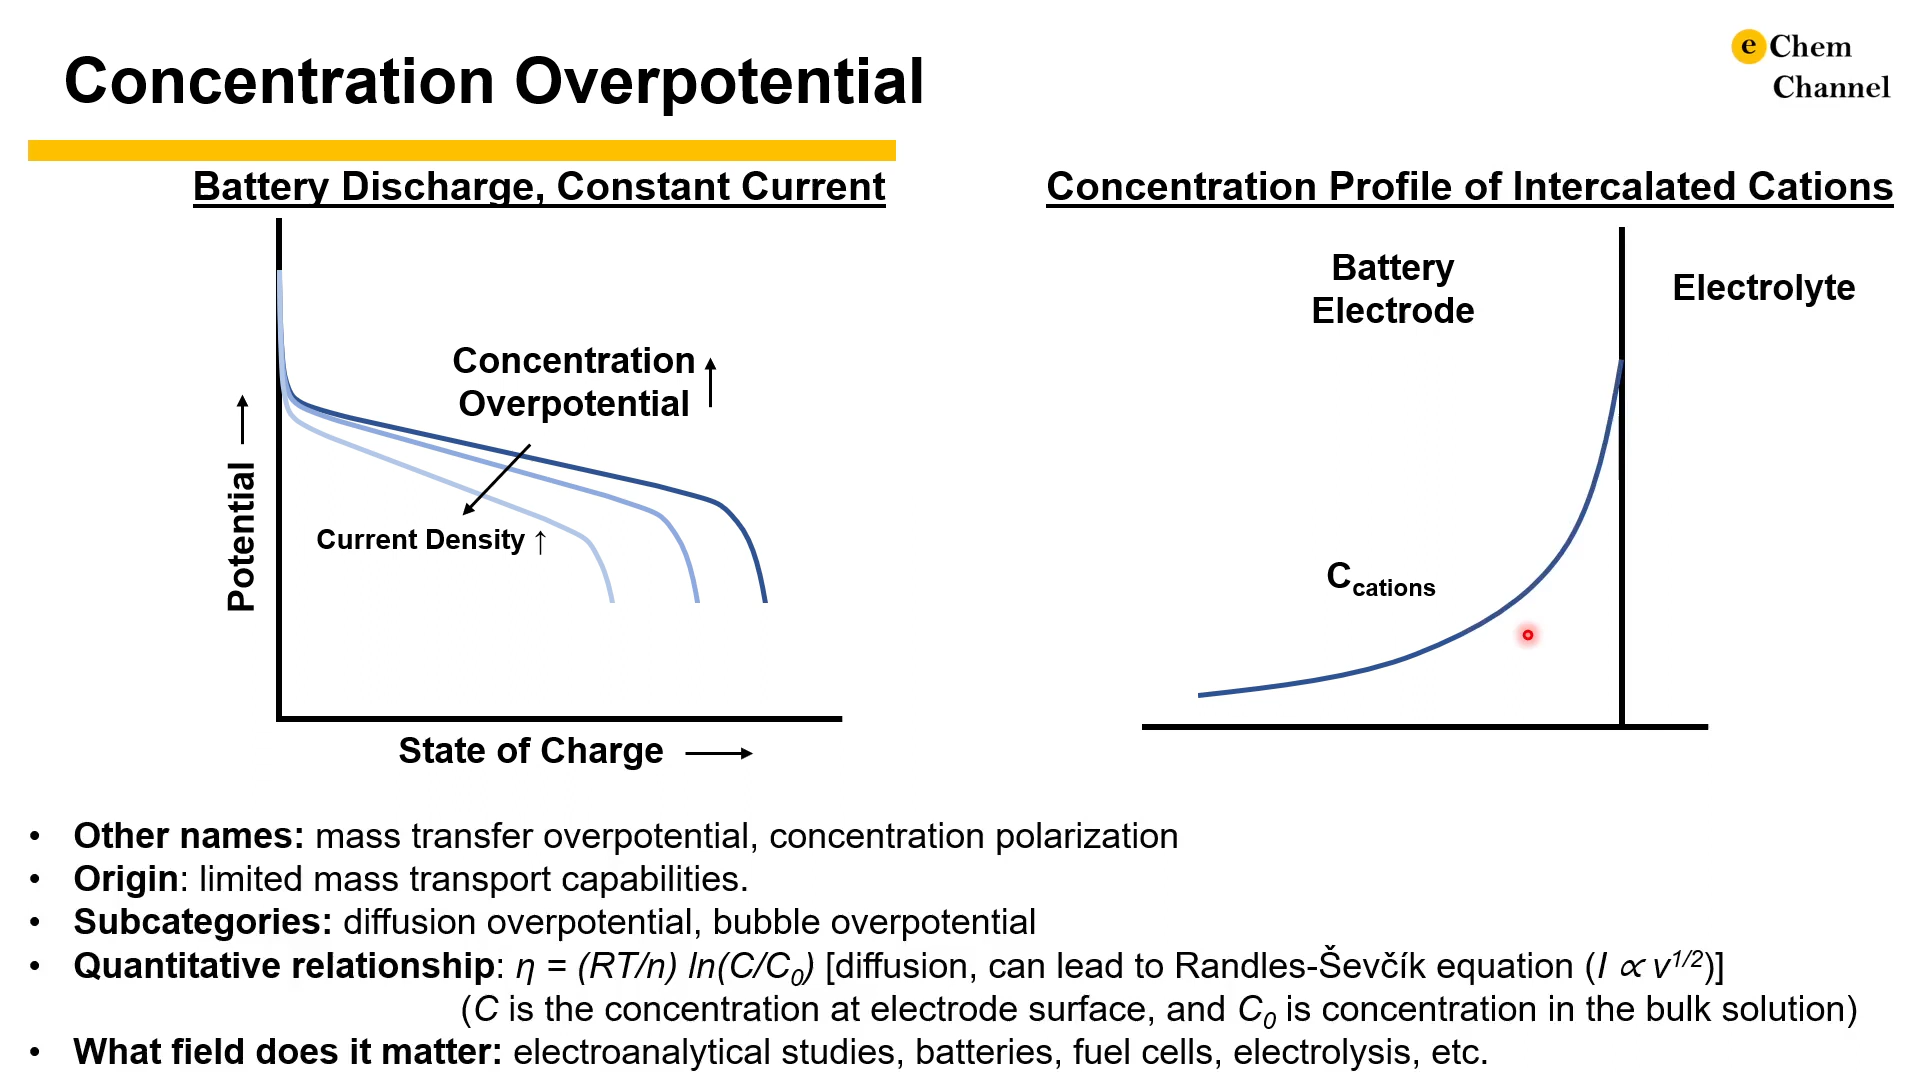 Concentration Overpotential
e Chem
Channel
Battery Discharge, Constant Current
Concentration
Overpotential
Current Density ↑
Potential
State of Charge
Concentration Profile of Intercalated Cations
Battery
Electrode
Electrolyte
Ccations
• Other names: mass transfer overpotential, concentration polarization
• Origin: limited mass transport capabilities.
• Subcategories: diffusion overpotential, bubble overpotential
• Quantitative relationship: η = (RT/n) ln(C/C0) [diffusion, can lead to Randles-Ševčík equation (I ∝ v1/2)]
(C is the concentration at electrode surface, and C0 is concentration in the bulk solution)
• What field does it matter: electroanalytical studies, batteries, fuel cells, electrolysis, etc.